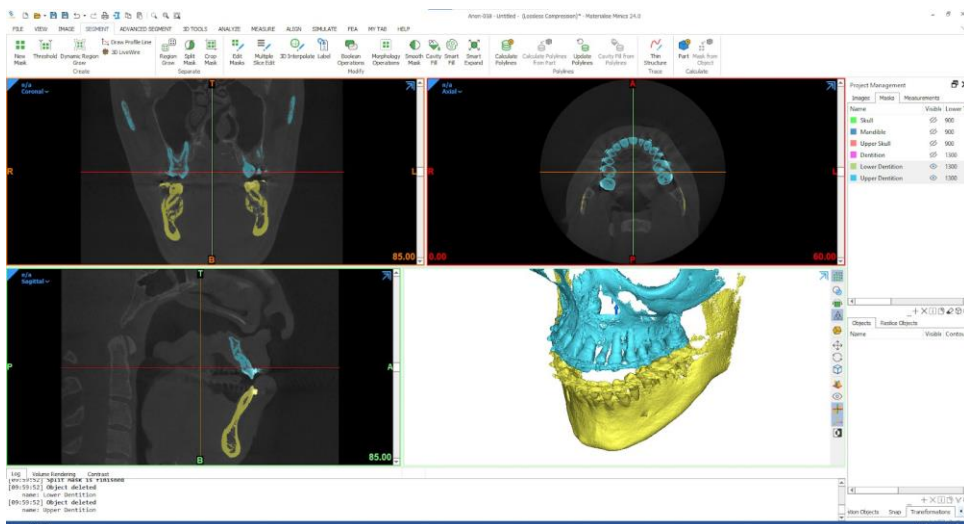 Anon-058 - Untitled - (Lossless Compression)* - Materialise Mimics 24.0
FILE VIEW IMAGE SEGMENT ADVANCED SEGMENT 3D TOOLS ANALYZE MEASURE ALIGN SIMULATE FEA MY TAB HELP
New Mask
Threshold
Dynamic Region Grow
Draw Profile Line
3D LiveWire
Create
Region Grow
Split Mask
Crop Mask
Separate
Edit Masks
Multiple Slice Edit
3D Interpolate
Label
Boolean Operations
Morphology Operations
Smooth Mask
Cavity Fill
Smart Fill
Smart Expand
Modify
Calculate Polylines
Calculate Polylines from Part
Update Polylines
Cavity Fill from Polylines
Polylines
Thin Structure
Trace
Part
Mask from Object
Calculate
n/a
Coronal
T
R
L
B
85.00
n/a
Axial
A
R
L
P
0.00
60.00
n/a
Sagittal
T
P
A
B
85.00
Project Management
Images Masks Measurements
Name Visible Lower
Skull 900
Mandible 900
Upper Skull 900
Dentition 1300
Lower Dentition 1300
Upper Dentition 1300
Objects
Name Visible
Log Volume Rendering Contrast
[09:59:52] Split mask is finished
[09:59:52] Object deleted
name: Lower Dentition
[09:59:52] Object deleted
name: Upper Dentition
Objects Snap Transformations